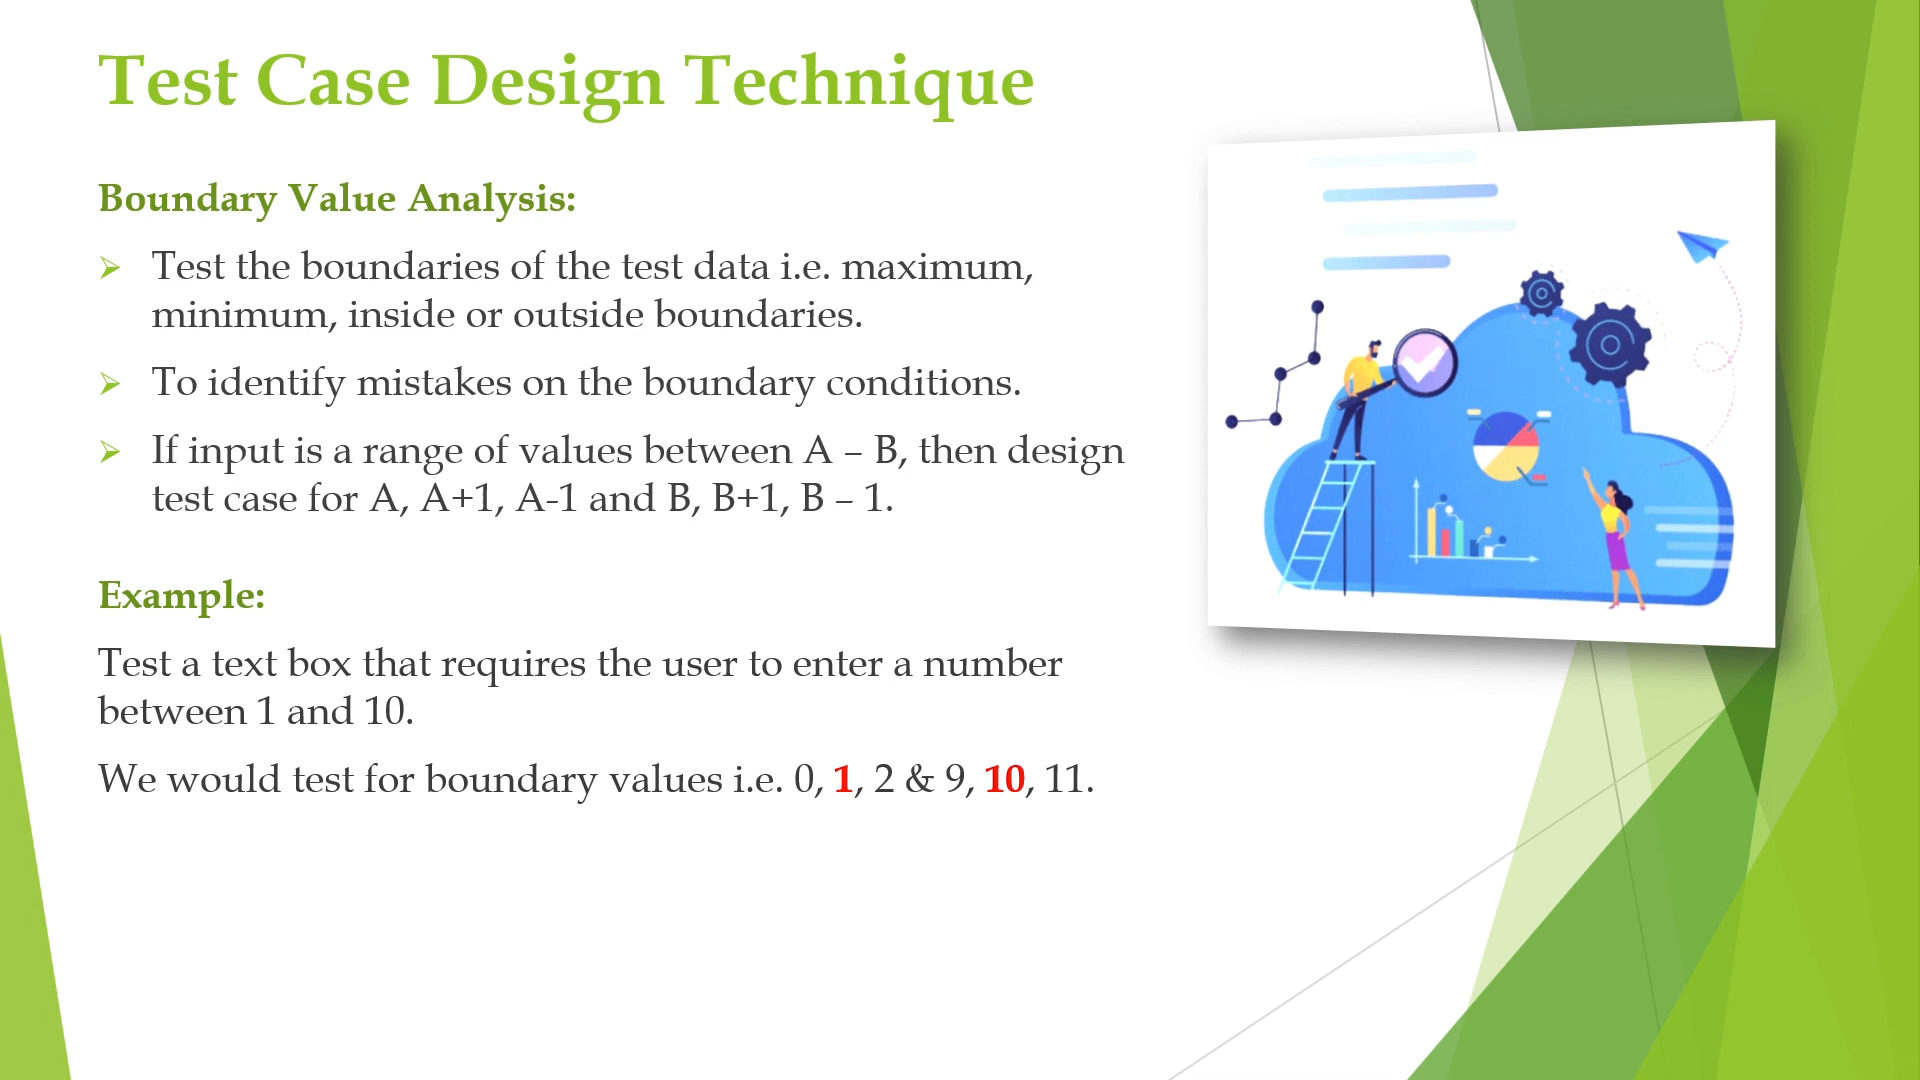 Test Case Design Technique
Boundary Value Analysis:
➢ Test the boundaries of the test data i.e. maximum,
minimum, inside or outside boundaries.
➢ To identify mistakes on the boundary conditions.
➢ If input is a range of values between A – B, then design
test case for A, A+1, A-1 and B, B+1, B – 1.
Example:
Test a text box that requires the user to enter a number
between 1 and 10.
We would test for boundary values i.e. 0, 1, 2 & 9, 10, 11.